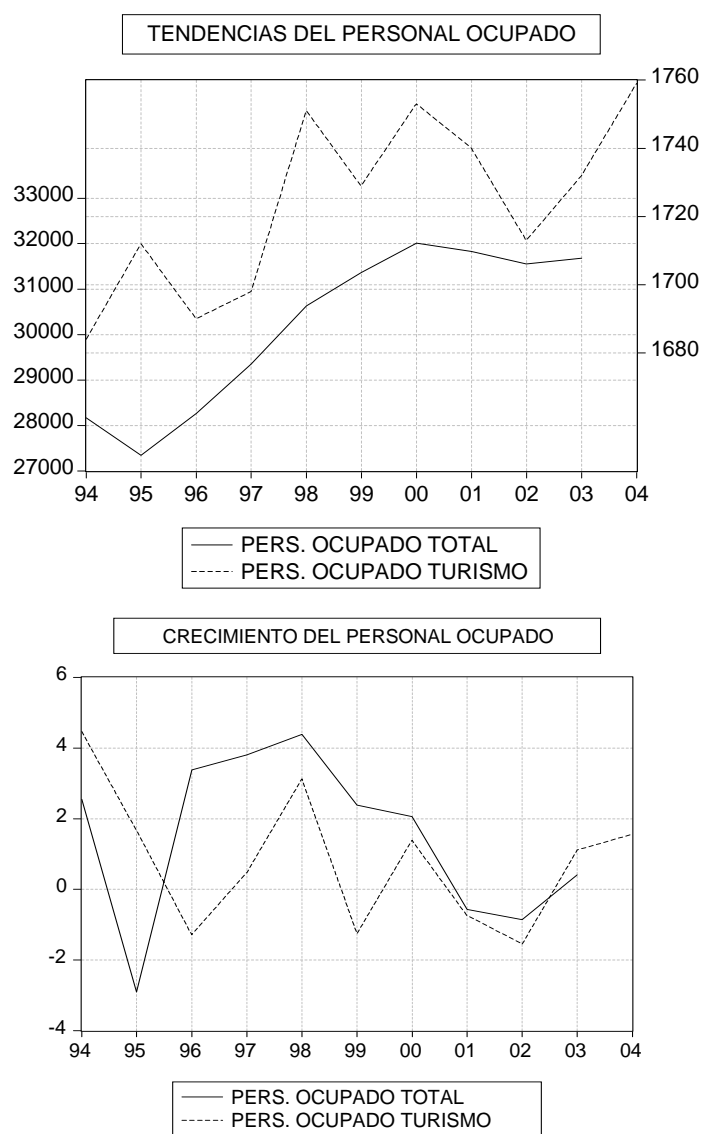 TENDENCIAS DEL PERSONAL OCUPADO
1760
1740
33000
1720
32000
31000
1700
30000
1680
29000
28000
27000
94 95 96 97 98 99 00 01 02 03 04
PERS. OCUPADO TOTAL
PERS. OCUPADO TURISMO
CRECIMIENTO DEL PERSONAL OCUPADO
6
4
2
0
-2
-4
94 95 96 97 98 99 00 01 02 03 04
PERS. OCUPADO TOTAL
PERS. OCUPADO TURISMO